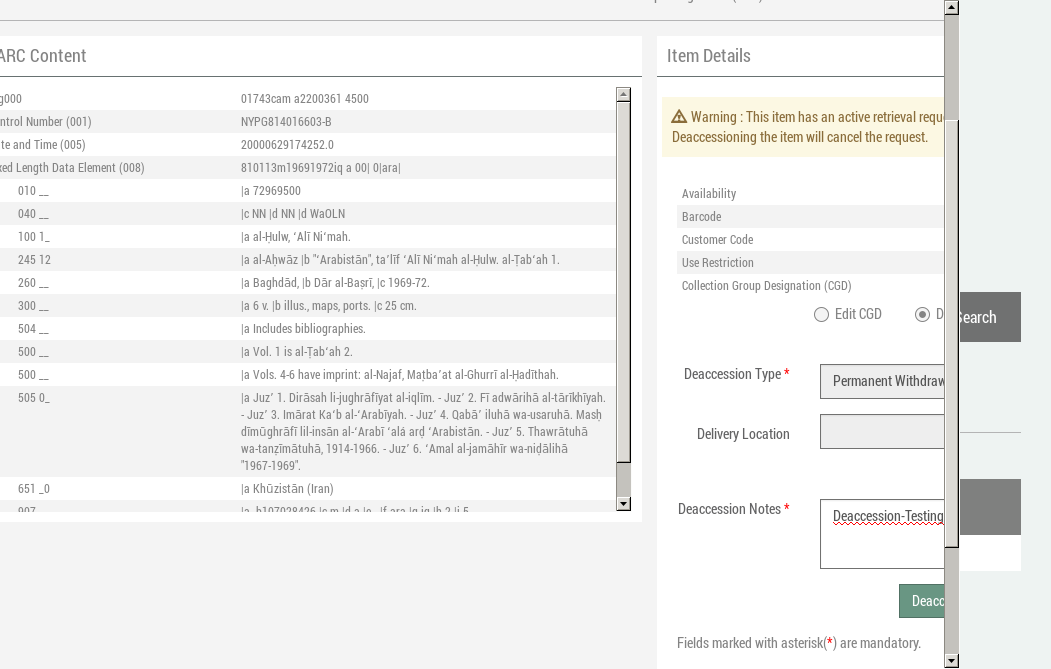 ARC Content
g000 01743cam a2200361 4500
ntrol Number (001) NYPG814016603-B
te and Time (005) 20000629174252.0
xed Length Data Element (008) 810113m19691972iq a 00| 0|ara|
010 __ |a 72969500
040 __ |c NN |d NN |d WaOLN
100 1_ |a al-Ḥulw, ʻAlī Niʻmah.
245 12 |a al-Aḥwāz |b "ʻArabistān", taʼlīf ʻAlī Niʻmah al-Ḥulw. al-Ṭabʻah 1.
260 __ |a Baghdād, |b Dār al-Baṣrī, |c 1969-72.
300 __ |a 6 v. |b illus., maps, ports. |c 25 cm.
504 __ |a Includes bibliographies.
500 __ |a Vol. 1 is al-Ṭabʻah 2.
500 __ |a Vols. 4-6 have imprint: al-Najaf, Maṭbaʻat al-Ghurrī al-Ḥadīthah.
505 0_ |a Juzʼ 1. Dirāsah li-jughrāfīyat al-iqlīm. - Juzʼ 2. Fī adwārihā al-tārīkhīyah.
- Juzʼ 3. Imārat Kaʻb al-ʻArabīyah. - Juzʼ 4. Qabāʼ iluhā wa-usaruhā. Masḥ
dīmūghrāfī lil-insān al-ʻArabī ʻalá arḍ ʻArabistān. - Juzʼ 5. Thawrātuhā
wa-tanẓīmātuhā, 1914-1966. - Juzʼ 6. ʻAmal al-jamāhīr wa-niḍālihā
"1967-1969".
651 _0 |a Khūzistān (Iran)
Item Details
Warning : This item has an active retrieval requ
Deaccessioning the item will cancel the request.
Availability
Barcode
Customer Code
Use Restriction
Collection Group Designation (CGD)
Edit CGD D
Search
Deaccession Type * Permanent Withdraw
Delivery Location
Deaccession Notes * Deaccession-Testing
Deacc
Fields marked with asterisk(*) are mandatory.